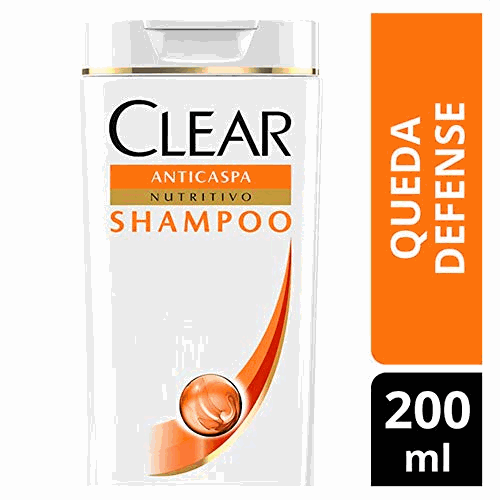 CLEAR
ANTICASPA
NUTRITIVO
SHAMPOO
QUEDA
DEFENSE
200
ml